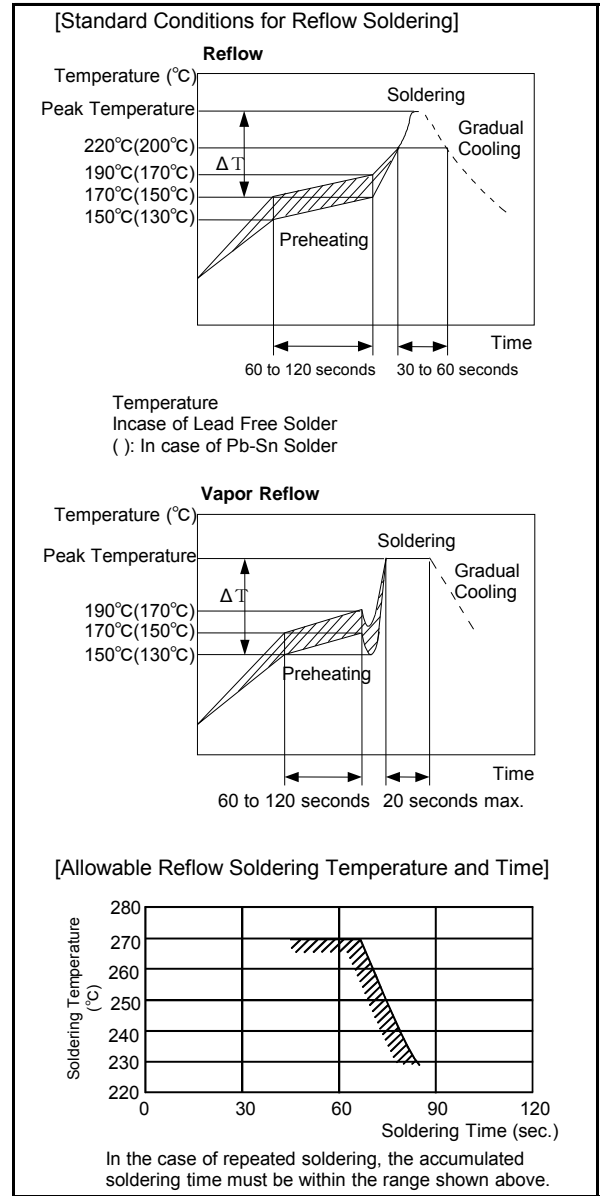 [Standard Conditions for Reflow Soldering]
Reflow
Temperature (°C)
Peak Temperature
Soldering
Gradual
Cooling
220°C(200°C)
ΔT
190°C(170°C)
170°C(150°C)
150°C(130°C)
Preheating
Time
60 to 120 seconds
30 to 60 seconds
Temperature
Incase of Lead Free Solder
( ): In case of Pb-Sn Solder
Vapor Reflow
Temperature (°C)
Soldering
Peak Temperature
Gradual
Cooling
ΔT
190°C(170°C)
170°C(150°C)
150°C(130°C)
Preheating
Time
60 to 120 seconds
20 seconds max.
[Allowable Reflow Soldering Temperature and Time]
Soldering Temperature
(°C)
280
270
260
250
240
230
220
0
30
60
90
120
Soldering Time (sec.)
In the case of repeated soldering, the accumulated
soldering time must be within the range shown above.